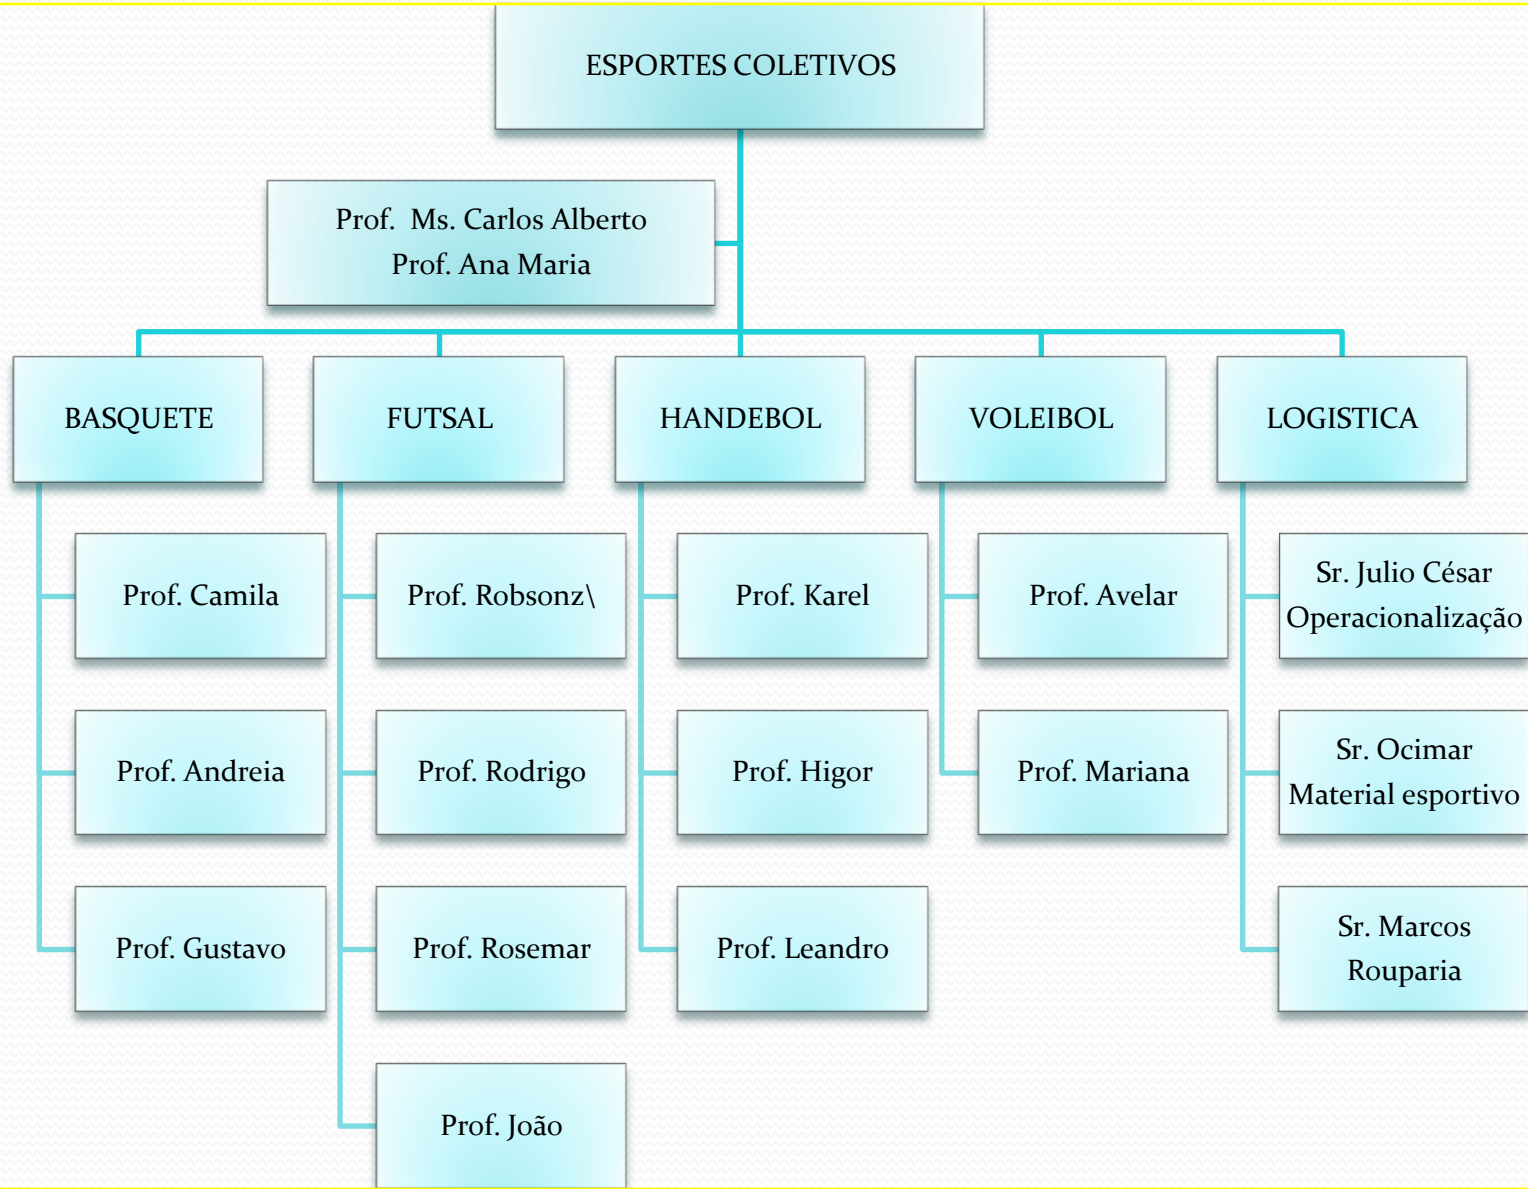 ESPORTES COLETIVOS
Prof. Ms. Carlos Alberto
Prof. Ana Maria
BASQUETE
FUTSAL
HANDEBOL
VOLEIBOL
LOGISTICA
Prof. Camila
Prof. Robsonz\
Prof. Karel
Prof. Avelar
Sr. Julio César
Operacionalização
Prof. Andreia
Prof. Rodrigo
Prof. Higor
Prof. Mariana
Sr. Ocimar
Material esportivo
Prof. Gustavo
Prof. Rosemar
Prof. Leandro
Sr. Marcos
Rouparia
Prof. João